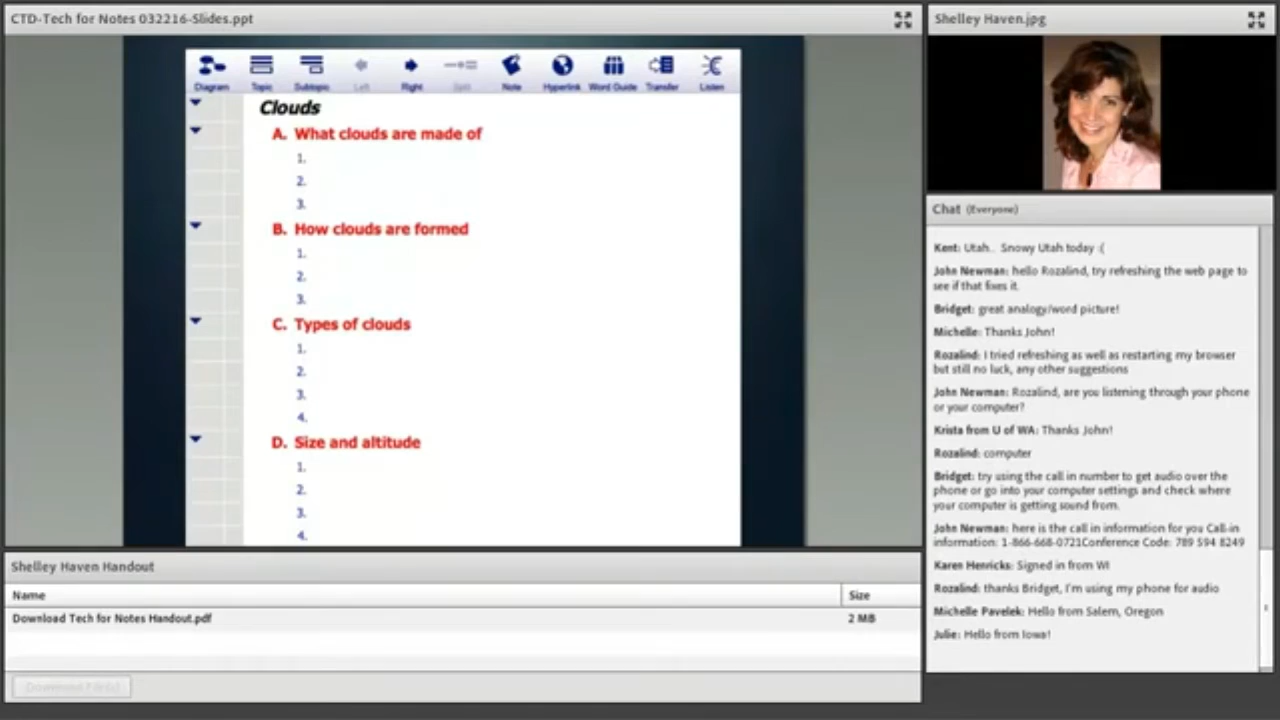 CTD-Tech for Notes 032216-Slides.ppt
Diagram Topic Subtopic Left Right Split Note Hyperlink Word Guide Transfer Listen
Clouds
A. What clouds are made of
1.
2.
3.
B. How clouds are formed
1.
2.
3.
C. Types of clouds
1.
2.
3.
4.
D. Size and altitude
1.
2.
3.
4.
Shelley Haven Handout
Name Size
Download Tech for Notes Handout.pdf 2 MB
Download File(s)
Shelley Haven.jpg
Chat (Everyone)
Kent: Utah.. Snowy Utah today :(
John Newman: hello Rozalind, try refreshing the web page to
see if that fixes it.
Bridget: great analogy/word picture!
Michelle: Thanks John!
Rozalind: I tried refreshing as well as restarting my browser
but still no luck, any other suggestions
John Newman: Rozalind, are you listening through your phone
or your computer?
Krista from U of WA: Thanks John!
Rozalind: computer
Bridget: try using the call in number to get audio over the
phone or go into your computer settings and check where
your computer is getting sound from.
John Newman: here is the call in information for you Call-in
information: 1-866-668-0721Conference Code: 789 594 8249
Karen Henricks: Signed in from WI
Rozalind: thanks Bridget, I'm using my phone for audio
Michelle Pavelek: Hello from Salem, Oregon
Julie: Hello from Iowa!